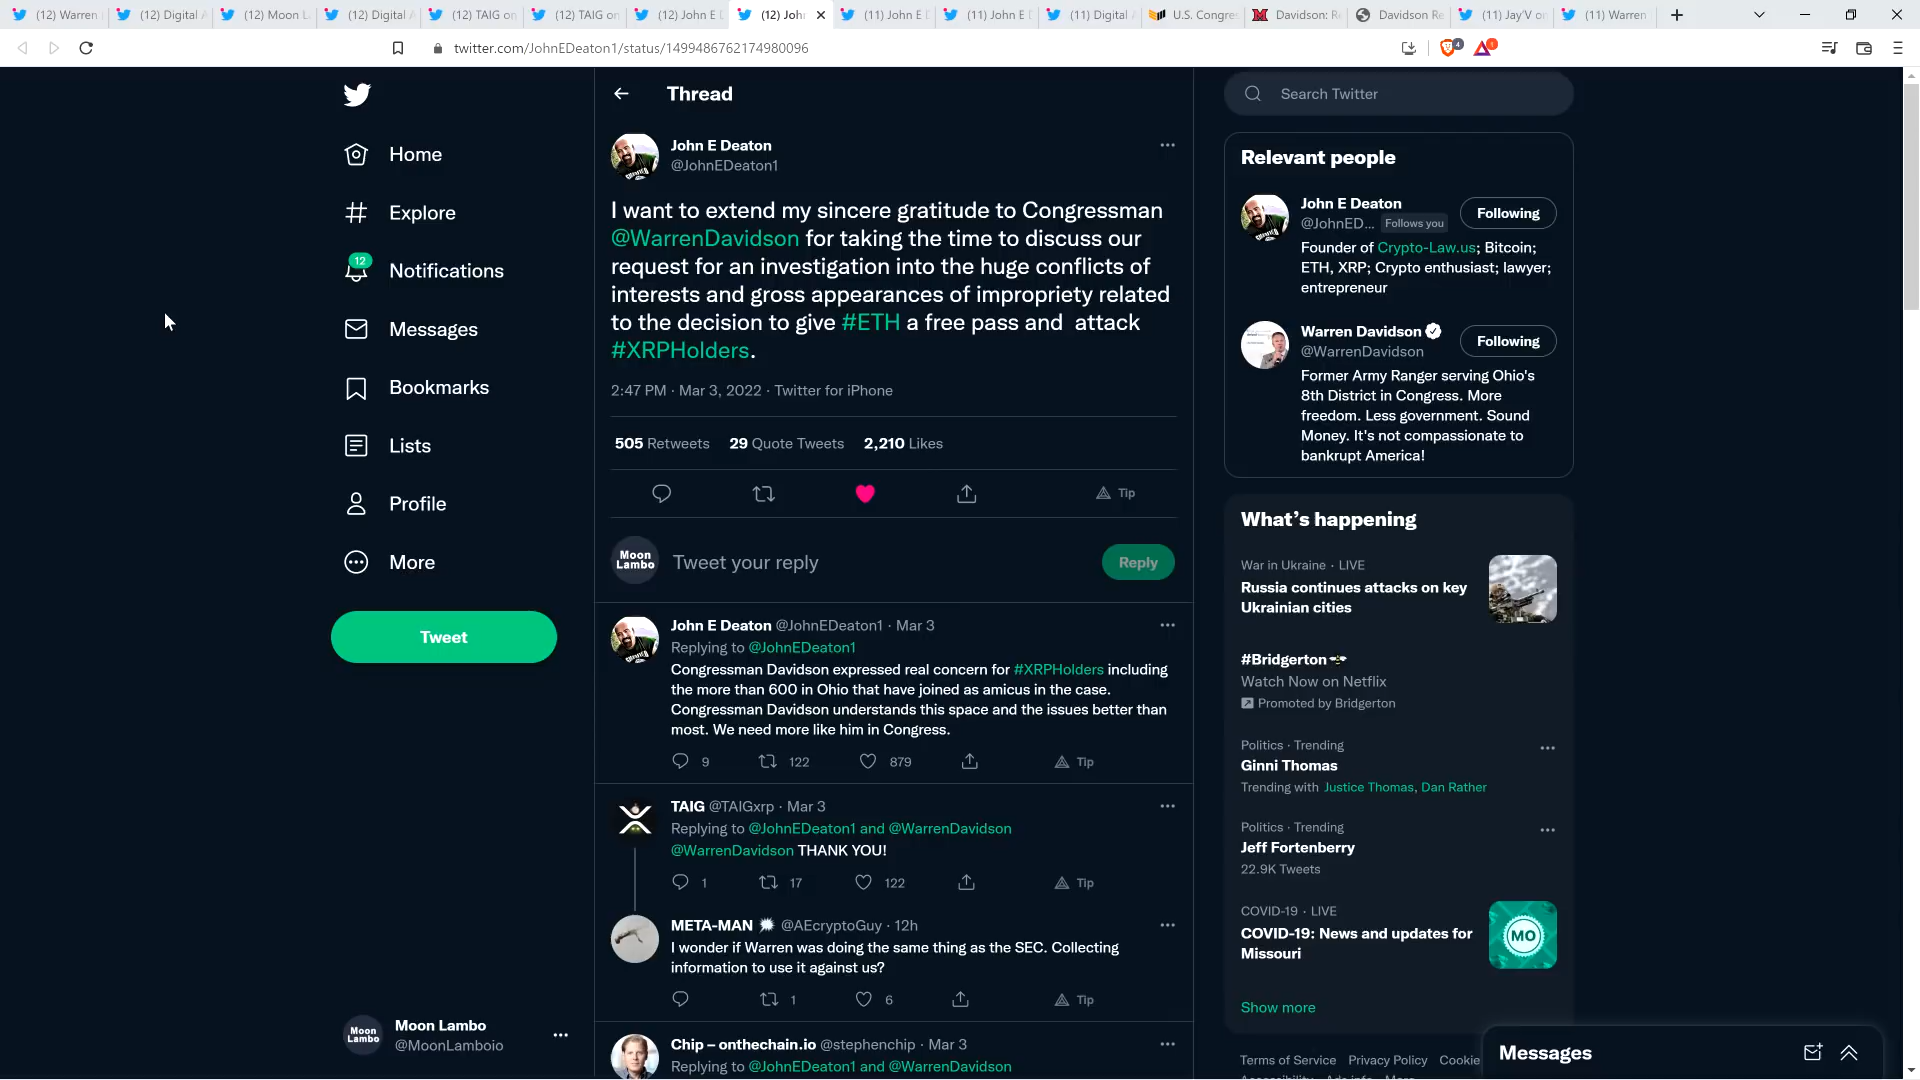 (12) Warren
(12) Digital A
(12) Moon L
(12) Digital A
(12) TAIG on
(12) TAIG on
(12) John E D
(12) Joh
(11) John E D
(11) John E D
(11) Digital
U.S. Congres
Davidson: R
Davidson Re
(11) Jay'V on
(11) Warren
twitter.com/JohnEDeaton1/status/1499486762174980096
4
1
Home
Explore
12
Notifications
Messages
Bookmarks
Lists
Profile
More
Tweet
Moon Lambo
Moon Lambo
@MoonLamboio
Thread
John E Deaton
@JohnEDeaton1
I want to extend my sincere gratitude to Congressman
@WarrenDavidson for taking the time to discuss our
request for an investigation into the huge conflicts of
interests and gross appearances of impropriety related
to the decision to give #ETH a free pass and attack
#XRPHolders.
2:47 PM · Mar 3, 2022 · Twitter for iPhone
505 Retweets 29 Quote Tweets 2,210 Likes
Tip
Moon Lambo
Tweet your reply
Reply
John E Deaton @JohnEDeaton1 · Mar 3
Replying to @JohnEDeaton1
Congressman Davidson expressed real concern for #XRPHolders including
the more than 600 in Ohio that have joined as amicus in the case.
Congressman Davidson understands this space and the issues better than
most. We need more like him in Congress.
9 122 879 Tip
TAIG @TAIGxrp · Mar 3
Replying to @JohnEDeaton1 and @WarrenDavidson
@WarrenDavidson THANK YOU!
1 17 122 Tip
META-MAN @AEcryptoGuy · 12h
I wonder if Warren was doing the same thing as the SEC. Collecting
information to use it against us?
1 6 Tip
Chip – onthechain.io @stephenchip · Mar 3
Replying to @JohnEDeaton1 and @WarrenDavidson
Search Twitter
Relevant people
John E Deaton
@JohnED... Follows you
Following
Founder of Crypto-Law.us; Bitcoin;
ETH, XRP; Crypto enthusiast; lawyer;
entrepreneur
Warren Davidson
@WarrenDavidson
Following
Former Army Ranger serving Ohio's
8th District in Congress. More
freedom. Less government. Sound
Money. It's not compassionate to
bankrupt America!
What's happening
War in Ukraine · LIVE
Russia continues attacks on key
Ukrainian cities
#Bridgerton
Watch Now on Netflix
Promoted by Bridgerton
Politics · Trending
Ginni Thomas
Trending with Justice Thomas, Dan Rather
Politics · Trending
Jeff Fortenberry
22.9K Tweets
COVID-19 · LIVE
COVID-19: News and updates for
Missouri
MO
Show more
Terms of Service Privacy Policy Cookie
Messages